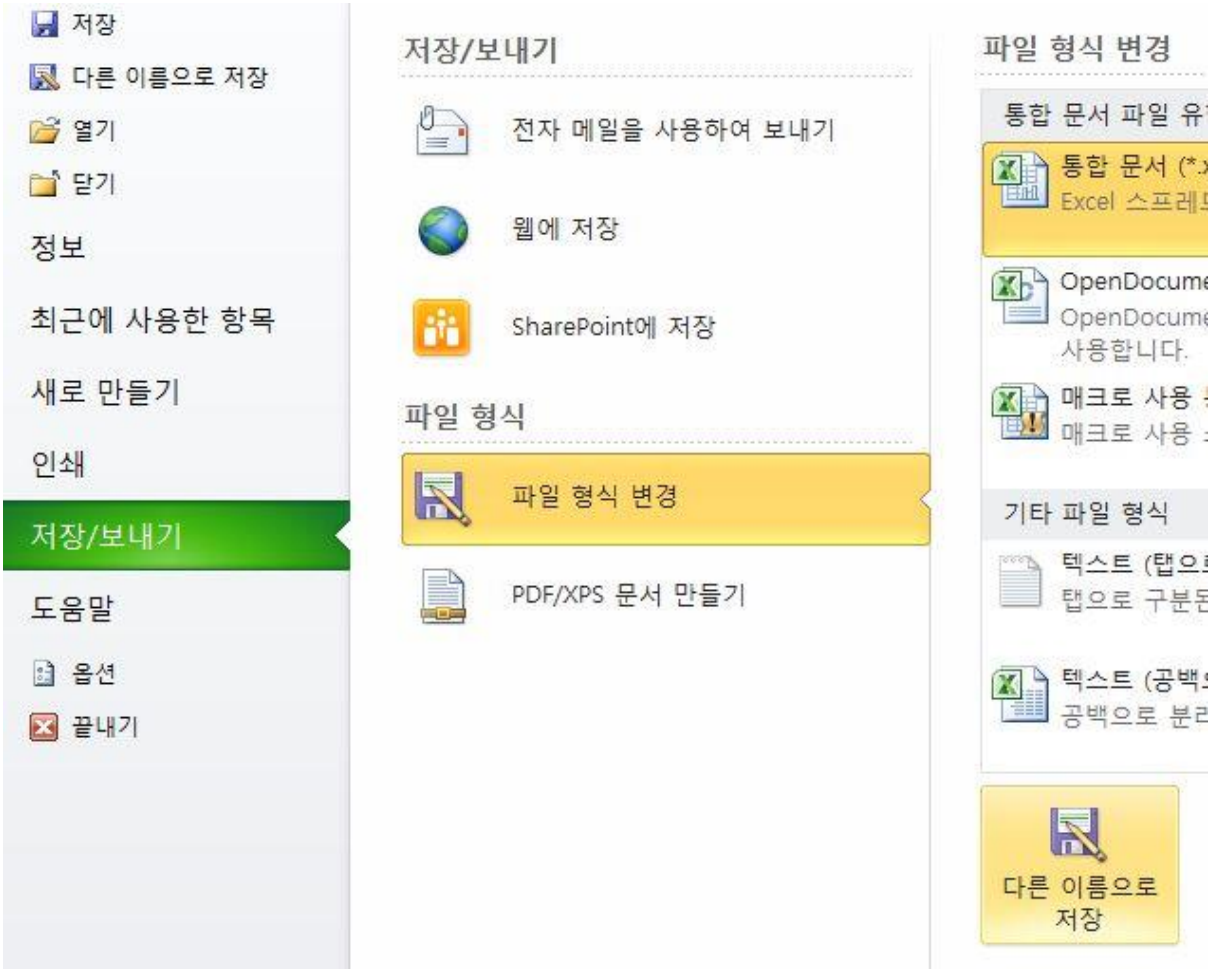 저장
다른 이름으로 저장
열기
닫기
정보
최근에 사용한 항목
새로 만들기
인쇄
저장/보내기
도움말
옵션
끝내기
저장/보내기
전자 메일을 사용하여 보내기
웹에 저장
SharePoint에 저장
파일 형식
파일 형식 변경
PDF/XPS 문서 만들기
파일 형식 변경
통합 문서 파일
통합 문서
Excel
사용합니다.
매크로 사용
매크로 사용
기타 파일 형식
텍스트
탭으로
텍스트
공백으로
다른 이름으로
저장